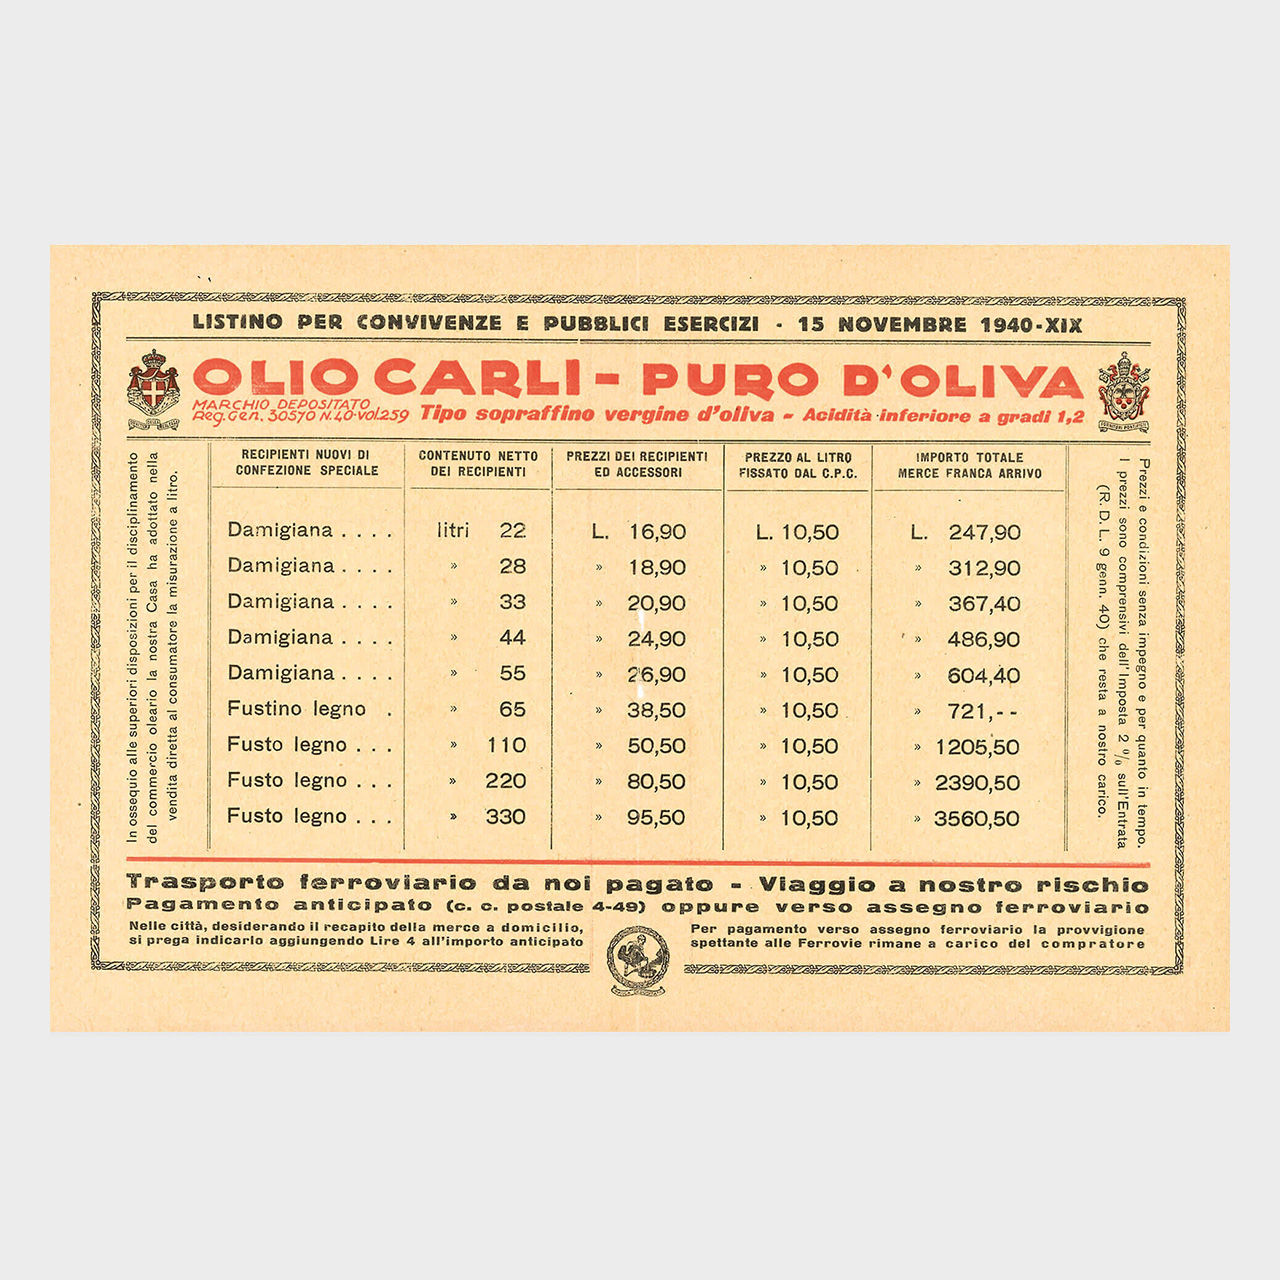 LISTINO PER CONVIVENZE E PUBBLICI ESERCIZI - 15 NOVEMBRE 1940-XIX
OLIO CARLI - PURO D'OLIVA
MARCHIO DEPOSITATO
Reg. Gen. 30570 N. 40-vol. 259 Tipo sopraffino vergine d'oliva - Acidità inferiore a gradi 1,2
FORNITORI PONTIFICI
In ossequio alle superiori disposizioni per il disciplinamento
del commercio oleario la nostra Casa ha adottato nella
vendita diretta al consumatore la misurazione a litro.
RECIPIENTI NUOVI DI CONTENUTO NETTO PREZZI DEI RECIPIENTI PREZZO AL LITRO IMPORTO TOTALE
CONFEZIONE SPECIALE DEI RECIPIENTI ED ACCESSORI FISSATO DAL C.P.C. MERCE FRANCA ARRIVO
Damigiana . . . . litri 22 L. 16,90 L. 10,50 L. 247,90
Damigiana . . . . » 28 » 18,90 » 10,50 » 312,90
Damigiana . . . . » 33 » 20,90 » 10,50 » 367,40
Damigiana . . . . » 44 » 24,90 » 10,50 » 486,90
Damigiana . . . . » 55 » 26,90 » 10,50 » 604,40
Fustino legno . » 65 » 38,50 » 10,50 » 721,--
Fusto legno . . . » 110 » 50,50 » 10,50 » 1205,50
Fusto legno . . . » 220 » 80,50 » 10,50 » 2390,50
Fusto legno . . . » 330 » 95,50 » 10,50 » 3560,50
Prezzi e condizioni senza impegno e per quanto in tempo.
I prezzi sono comprensivi dell'Imposta 2 % sull'Entrata
(R. D. L. 9 genn. 40) che resta a nostro carico.
Trasporto ferroviario da noi pagato - Viaggio a nostro rischio
Pagamento anticipato (c. c. postale 4-49) oppure verso assegno ferroviario
Nelle città, desiderando il recapito della merce a domicilio,
si prega indicarlo aggiungendo Lire 4 all'importo anticipato
Per pagamento verso assegno ferroviario la provvigione
spettante alle Ferrovie rimane a carico del compratore